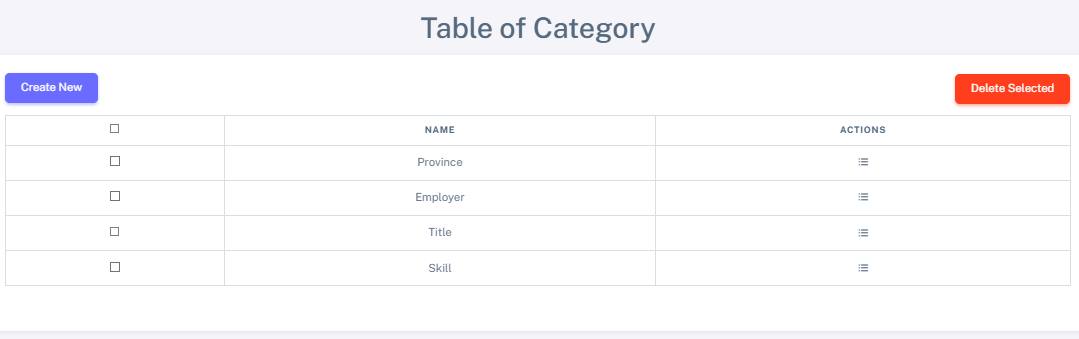 Table of Category
Create New
Delete Selected
NAME
ACTIONS
Province
Employer
Title
Skill